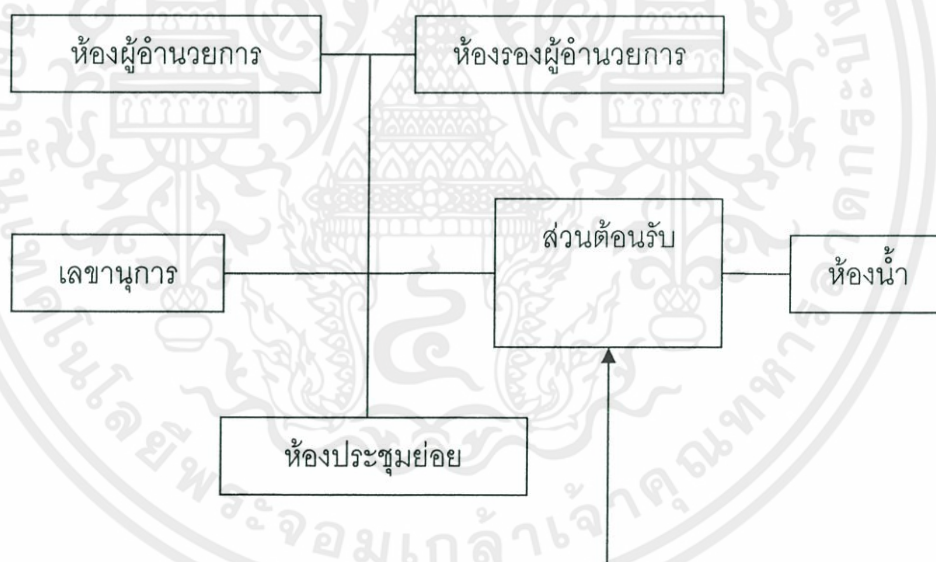 ห้องผู้อำนวยการ
ห้องรองผู้อำนวยการ
เลขานุการ
ส่วนต้อนรับ
ห้องน้ำ
ห้องประชุมย่อย